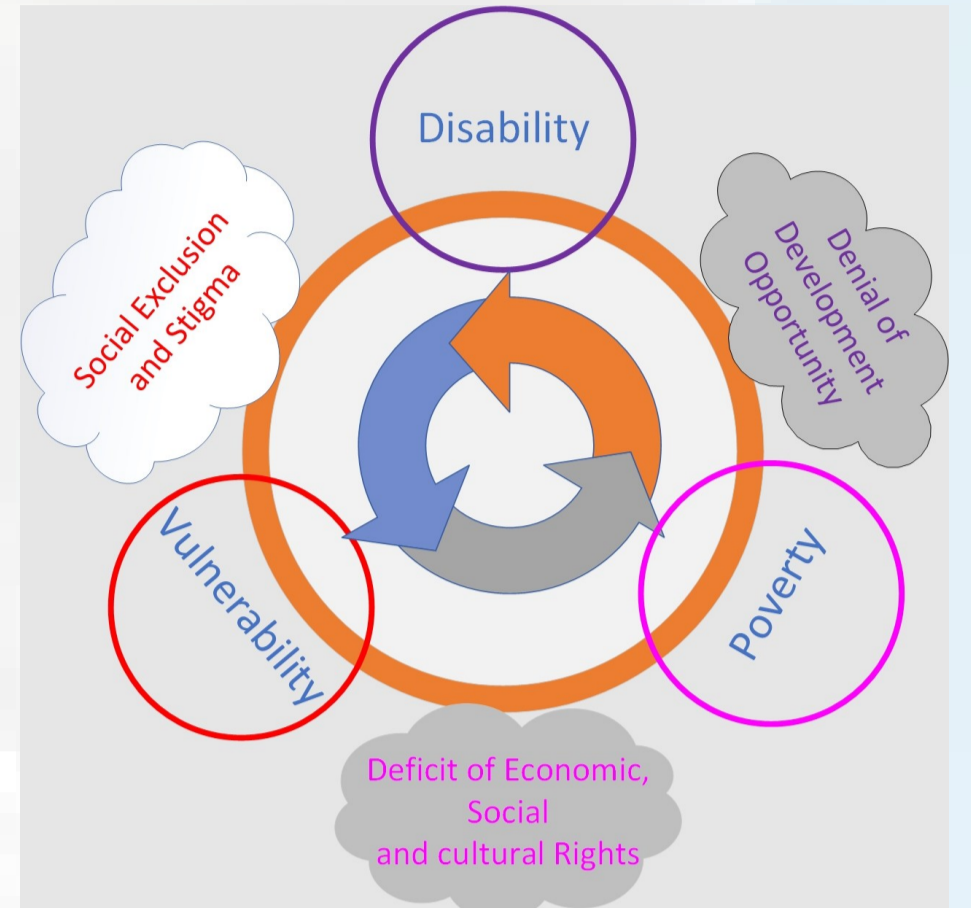 Disability
Social Exclusion
and Stigma
Denial of
Development
Opportunity
Vulnerability
Poverty
Deficit of Economic,
Social
and cultural Rights